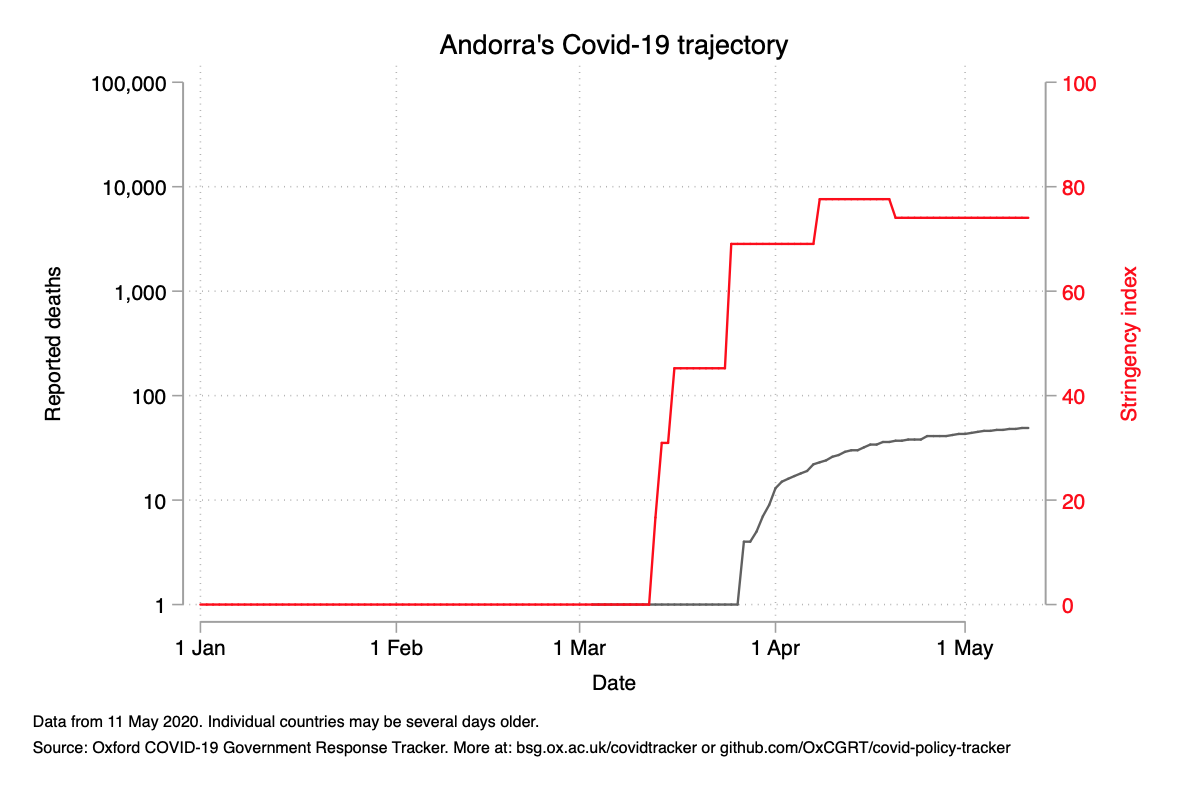 Andorra's Covid-19 trajectory
100,000
10,000
1,000
100
10
1
Reported deaths
100
80
60
40
20
0
Stringency index
1 Jan
1 Feb
1 Mar
1 Apr
1 May
Date
Data from 11 May 2020. Individual countries may be several days older.
Source: Oxford COVID-19 Government Response Tracker. More at: bsg.ox.ac.uk/covidtracker or github.com/OxCGRT/covid-policy-tracker